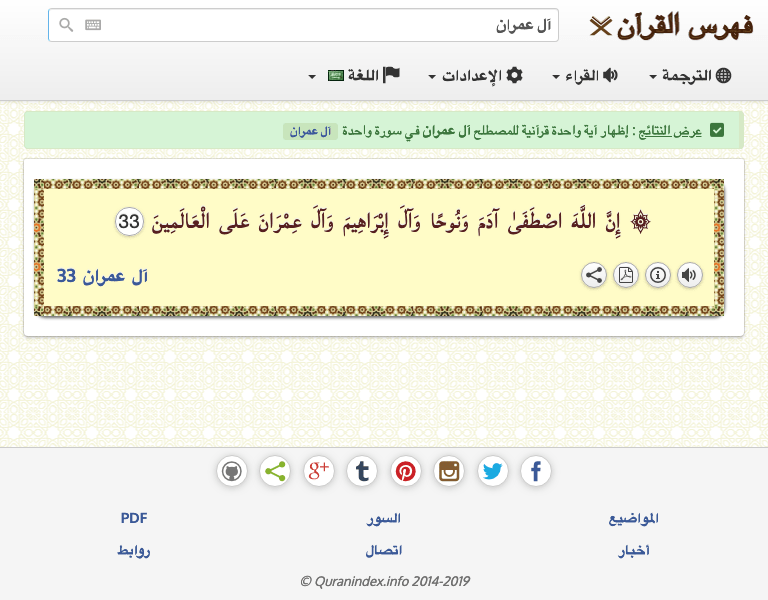 فهرس القرآن
آل عمران
الترجمة القراء الإعدادات اللغة
عرض النتائج : إظهار آية واحدة قرآنية للمصطلح آل عمران في سورة واحدة آل عمران
۞ إِنَّ اللَّهَ اصْطَفَىٰ آدَمَ وَنُوحًا وَآلَ إِبْرَاهِيمَ وَآلَ عِمْرَانَ عَلَى الْعَالَمِينَ 33
آل عمران 33
المواضيع السور PDF
أخبار اتصال روابط
© Quranindex.info 2014-2019